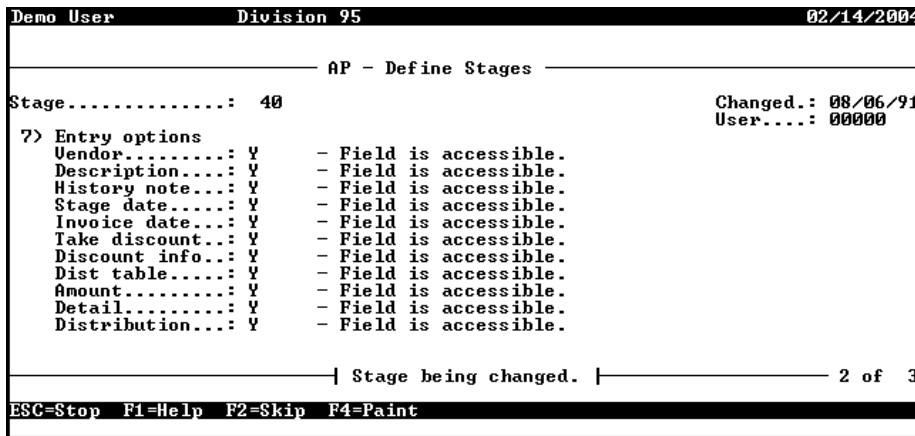 Demo User Division 95 02/14/2004
AP - Define Stages
Stage..............: 40 Changed.: 08/06/91
User....: 00000
7) Entry options
Vendor.........: Y - Field is accessible.
Description....: Y - Field is accessible.
History note...: Y - Field is accessible.
Stage date.....: Y - Field is accessible.
Invoice date...: Y - Field is accessible.
Take discount..: Y - Field is accessible.
Discount info..: Y - Field is accessible.
Dist table.....: Y - Field is accessible.
Amount.........: Y - Field is accessible.
Detail.........: Y - Field is accessible.
Distribution...: Y - Field is accessible.
Stage being changed. 2 of 3
ESC=Stop F1=Help F2=Skip F4=Paint